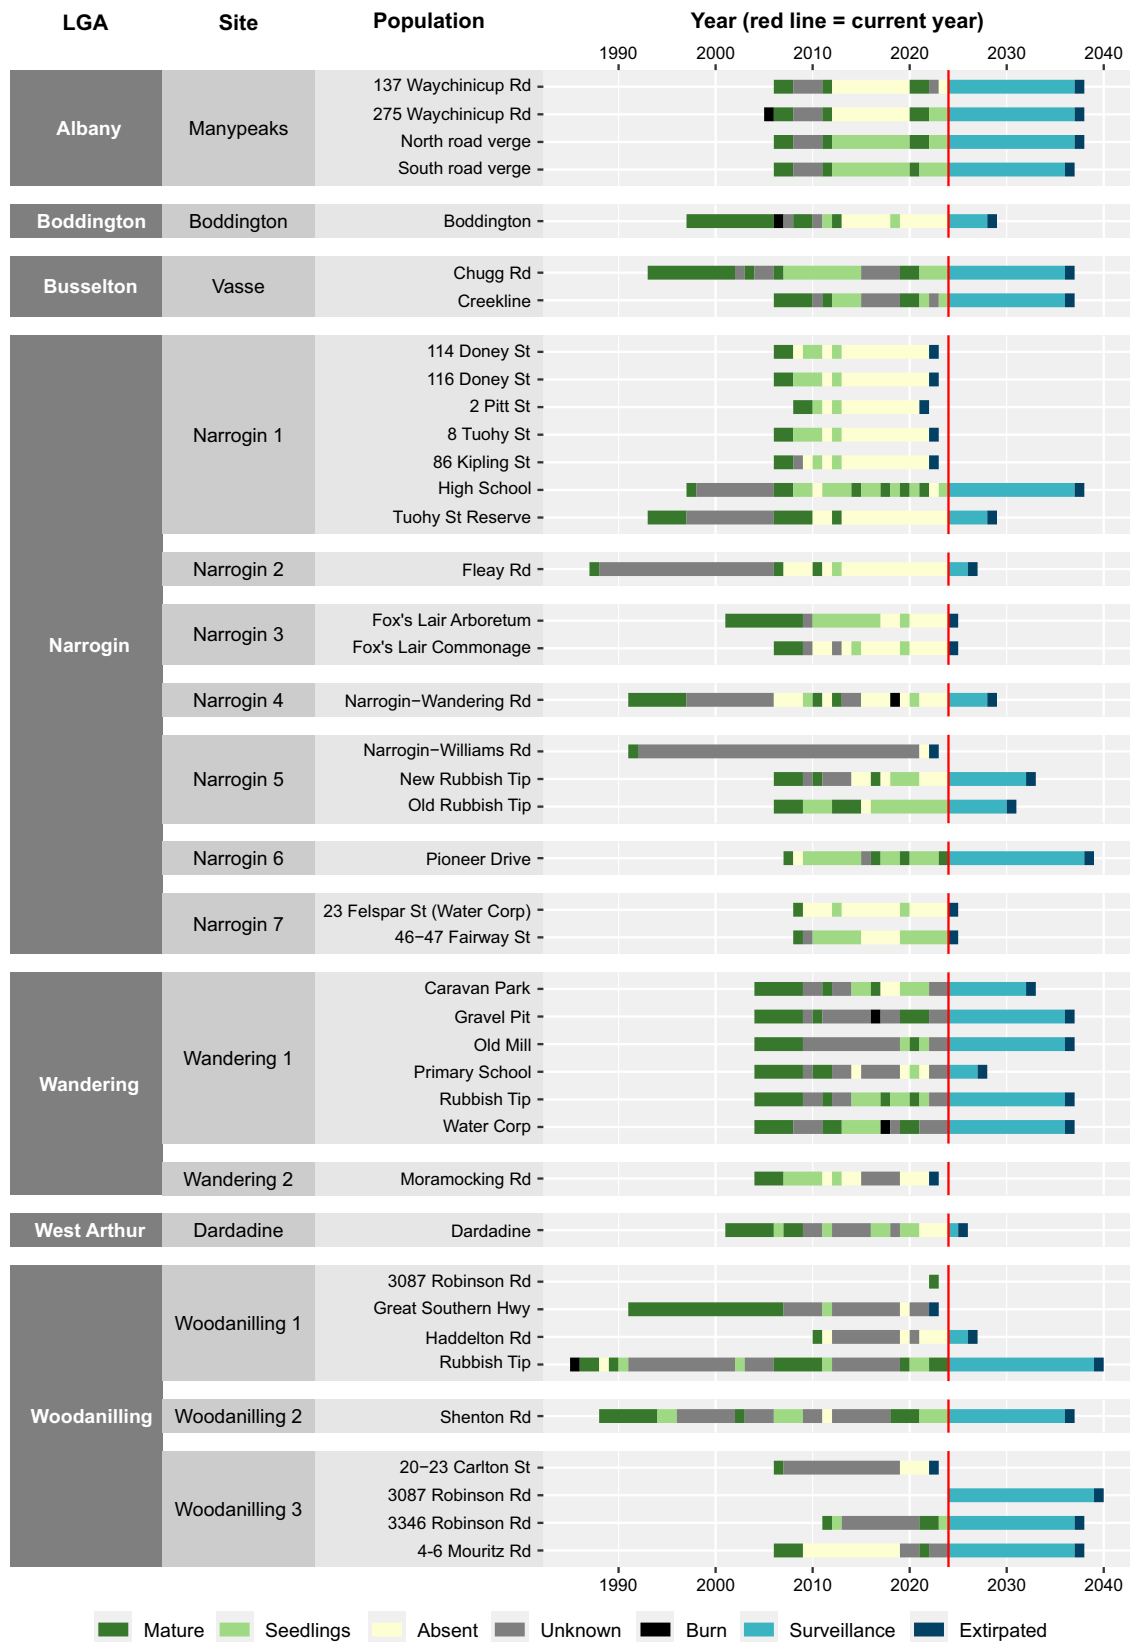 LGA Site Population Year (red line = current year)
1990 2000 2010 2020 2030 2040
Albany
Manypeaks
137 Waychinicup Rd
275 Waychinicup Rd
North road verge
South road verge
Boddington Boddington Boddington
Busselton
Vasse
Chugg Rd
Creekline
Narrogin
Narrogin 1
114 Doney St
116 Doney St
2 Pitt St
8 Tuohy St
86 Kipling St
High School
Tuohy St Reserve
Narrogin 2 Fleay Rd
Narrogin 3
Fox's Lair Arboretum
Fox's Lair Commonage
Narrogin 4 Narrogin−Wandering Rd
Narrogin 5
Narrogin−Williams Rd
New Rubbish Tip
Old Rubbish Tip
Narrogin 6 Pioneer Drive
Narrogin 7
23 Felspar St (Water Corp)
46−47 Fairway St
Wandering
Wandering 1
Caravan Park
Gravel Pit
Old Mill
Primary School
Rubbish Tip
Water Corp
Wandering 2 Moramocking Rd
West Arthur Dardadine Dardadine
Woodanilling
Woodanilling 1
3087 Robinson Rd
Great Southern Hwy
Haddelton Rd
Rubbish Tip
Woodanilling 2 Shenton Rd
Woodanilling 3
20−23 Carlton St
3087 Robinson Rd
3346 Robinson Rd
4-6 Mouritz Rd
1990 2000 2010 2020 2030 2040
Mature Seedlings Absent Unknown Burn Surveillance Extirpated